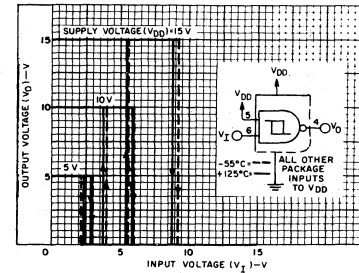 SUPPLY VOLTAGE (VDD)=15 V
15
10 V
10
5 V
5
0
5
10
15
OUTPUT VOLTAGE (VO)—V
INPUT VOLTAGE (VI)—V
VDD
VDD
5
6
VI
4
VO
-55°C=
+125°C=
ALL OTHER
PACKAGE
INPUTS
TO VDD